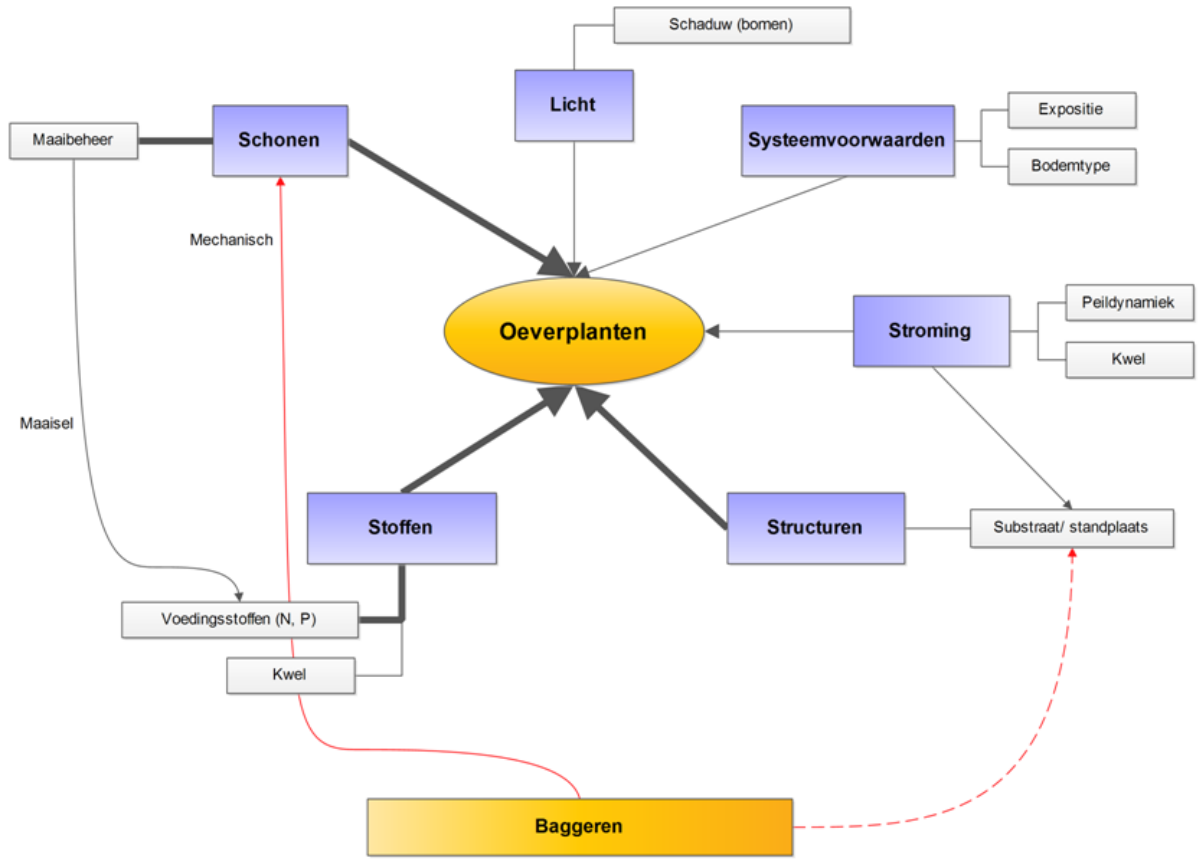 Schaduw (bomen)
Licht
Systeemvoorwaarden
Expositie
Bodemtype
Maaibeheer
Schonen
Mechanisch
Oeverplanten
Stroming
Peildynamiek
Kwel
Maaisel
Stoffen
Structuren
Substraat/ standplaats
Voedingsstoffen (N, P)
Kwel
Baggeren